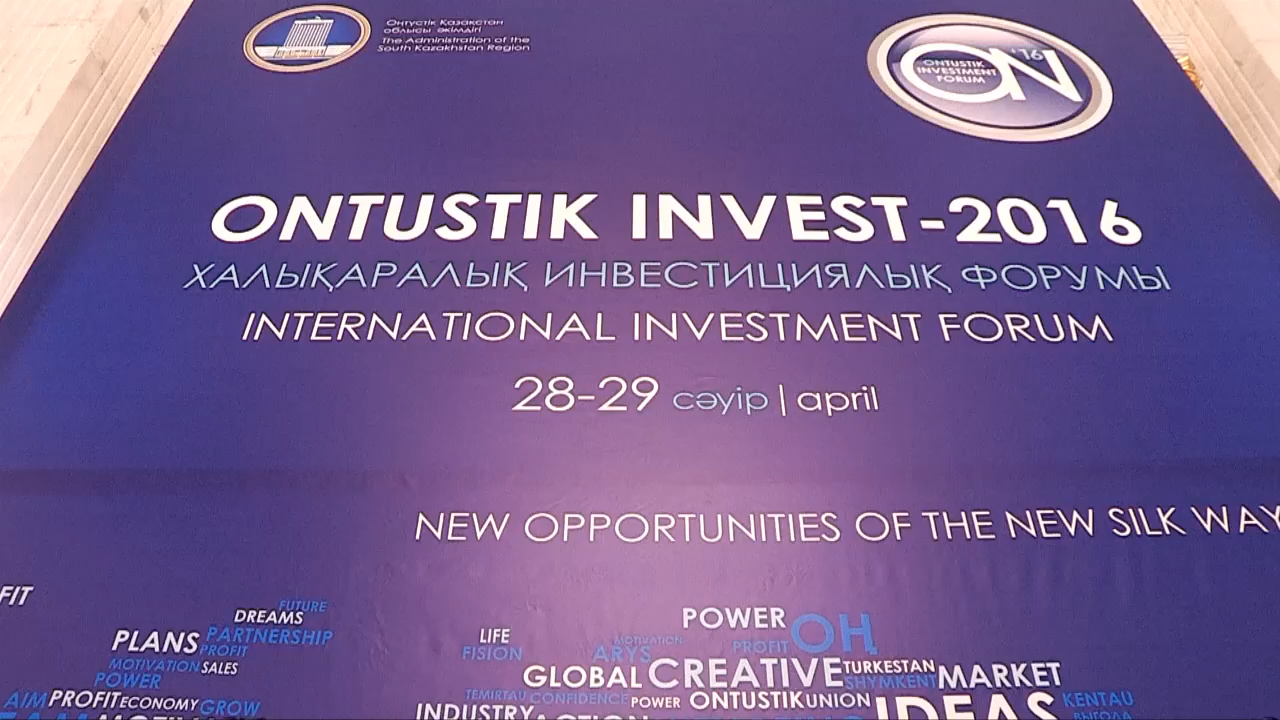 Оңтүстік Қазақстан
облысы әкімдігі
The Administration of the
South Kazakhstan Region
ON '16
ONTUSTIK
INVESTMENT
FORUM
ONTUSTIK INVEST-2016
ХАЛЫҚАРАЛЫҚ ИНВЕСТИЦИЯЛЫҚ ФОРУМЫ
INTERNATIONAL INVESTMENT FORUM
28-29 сәуір | april
NEW OPPORTUNITIES OF THE NEW SILK WAY
FIT
FUTURE
DREAMS
PLANS PARTNERSHIP
PROFIT
MOTIVATION SALES
POWER
AIM PROFIT ECONOMY GROW
LIFE
FISION
POWER OҢ
MOTIVATION PROFIT
ARYS
GLOBAL CREATIVE TURKESTAN MARKET
SHYMKENT
TEMIRTAU CONFIDENCE POWER ONTUSTIK UNION IDEAS KENTAU
INDUSTRY ACTION ВЫГОДА